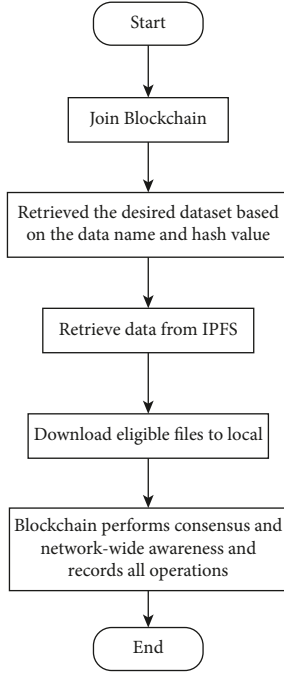 Start
Join Blockchain
Retrieved the desired dataset based
on the data name and hash value
Retrieve data from IPFS
Download eligible files to local
Blockchain performs consensus and
network-wide awareness and
records all operations
End